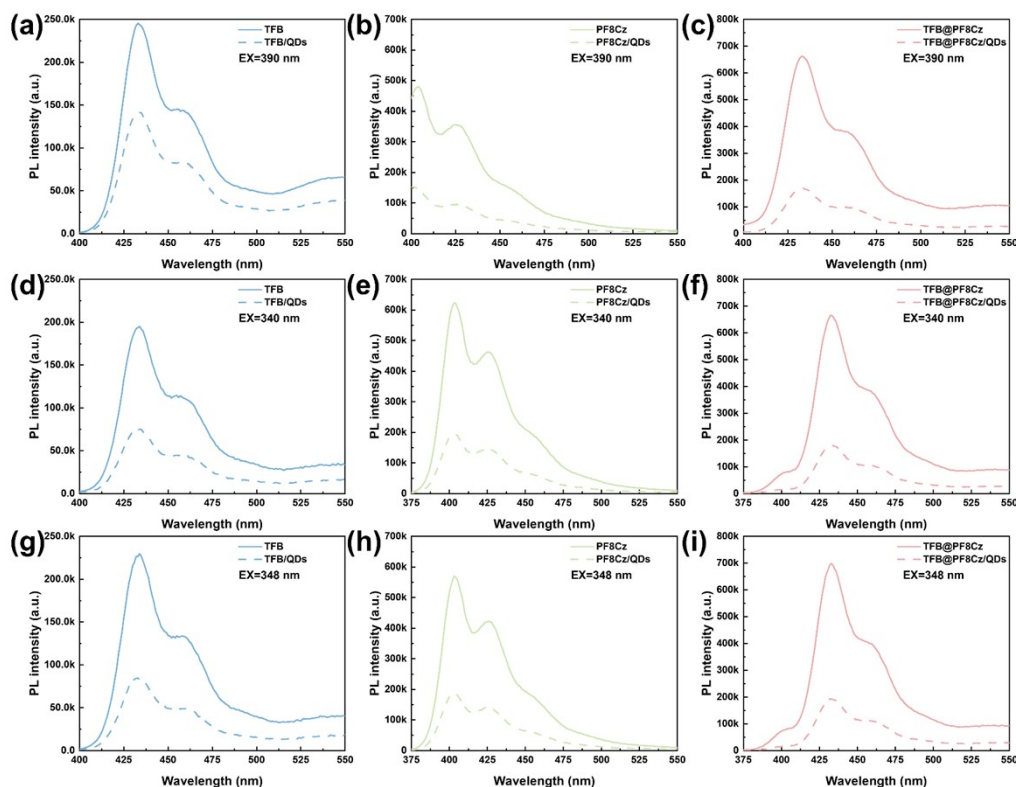 (a)
250.0k
200.0k
150.0k
100.0k
50.0k
0.0
PL intensity (a.u.)
TFB
TFB/QDs
EX=390 nm
400 425 450 475 500 525 550
Wavelength (nm)
(b)
700k
600k
500k
400k
300k
200k
100k
0
PL intensity (a.u.)
PF8Cz
PF8Cz/QDs
EX=390 nm
400 425 450 475 500 525 550
Wavelength (nm)
(c)
800k
700k
600k
500k
400k
300k
200k
100k
0
PL intensity (a.u.)
TFB@PF8Cz
TFB@PF8Cz/QDs
EX=390 nm
400 425 450 475 500 525 550
Wavelength (nm)
(d)
250.0k
200.0k
150.0k
100.0k
50.0k
0.0
PL intensity (a.u.)
TFB
TFB/QDs
EX=340 nm
400 425 450 475 500 525 550
Wavelength (nm)
(e)
700k
600k
500k
400k
300k
200k
100k
0
PL intensity (a.u.)
PF8Cz
PF8Cz/QDs
EX=340 nm
375 400 425 450 475 500 525 550
Wavelength (nm)
(f)
800k
700k
600k
500k
400k
300k
200k
100k
0
PL intensity (a.u.)
TFB@PF8Cz
TFB@PF8Cz/QDs
EX=340 nm
375 400 425 450 475 500 525 550
Wavelength (nm)
(g)
250.0k
200.0k
150.0k
100.0k
50.0k
0.0
PL intensity (a.u.)
TFB
TFB/QDs
EX=348 nm
400 425 450 475 500 525 550
Wavelength (nm)
(h)
700k
600k
500k
400k
300k
200k
100k
0
PL intensity (a.u.)
PF8Cz
PF8Cz/QDs
EX=348 nm
375 400 425 450 475 500 525 550
Wavelength (nm)
(i)
800k
700k
600k
500k
400k
300k
200k
100k
0
PL intensity (a.u.)
TFB@PF8Cz
TFB@PF8Cz/QDs
EX=348 nm
375 400 425 450 475 500 525 550
Wavelength (nm)